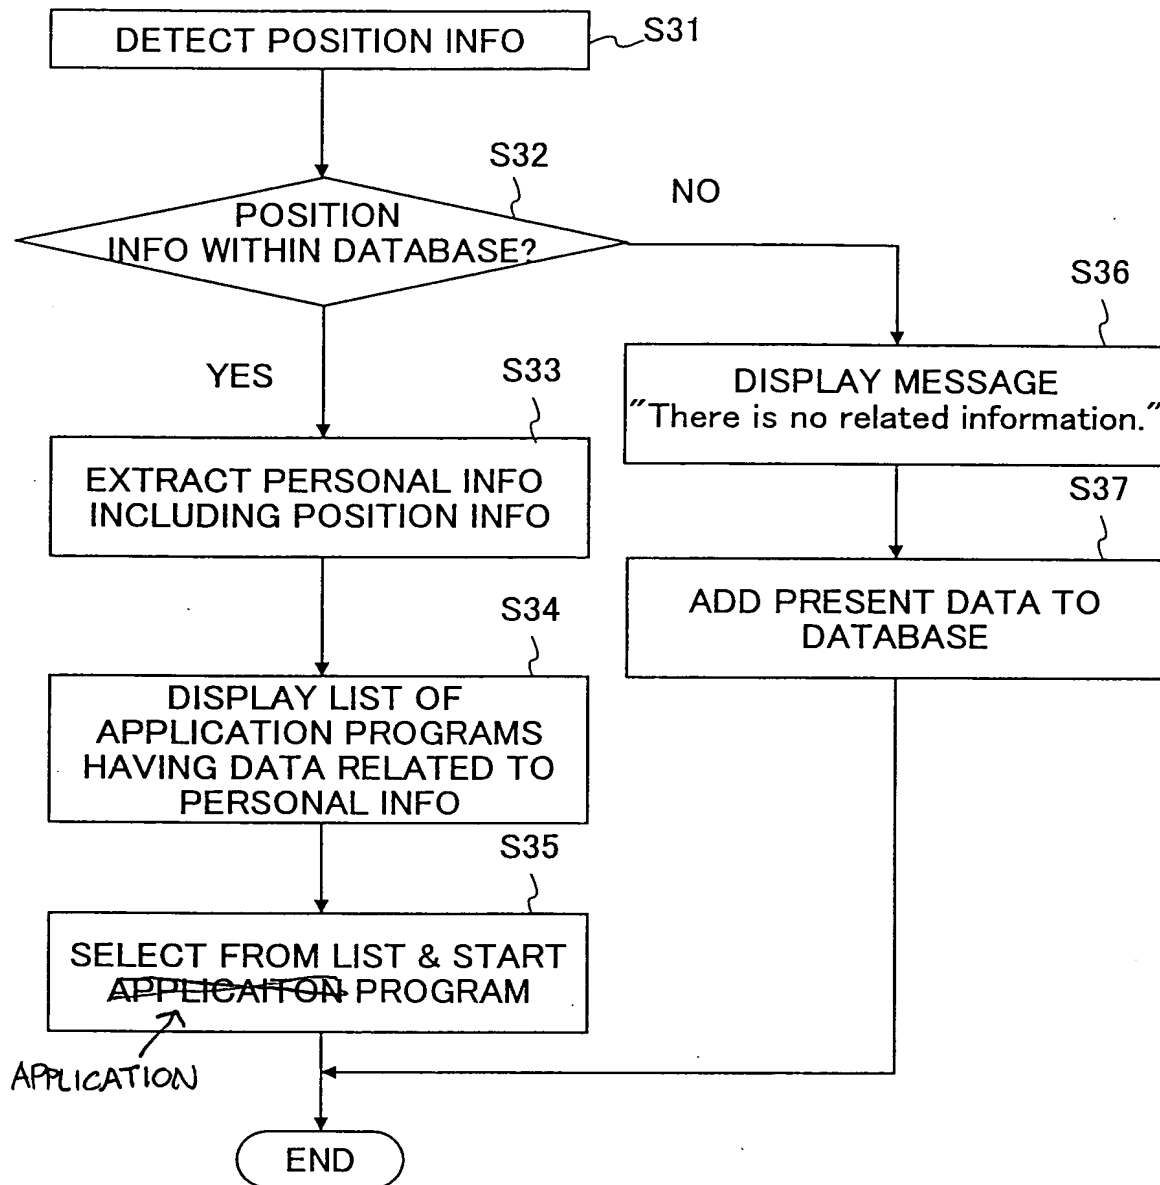 DETECT POSITION INFO
S31
S32
POSITION
INFO WITHIN DATABASE?
NO
YES
S33
EXTRACT PERSONAL INFO
INCLUDING POSITION INFO
S34
DISPLAY LIST OF
APPLICATION PROGRAMS
HAVING DATA RELATED TO
PERSONAL INFO
S35
SELECT FROM LIST & START
APPLICAITON PROGRAM
APPLICATION
S36
DISPLAY MESSAGE
"There is no related information."
S37
ADD PRESENT DATA TO
DATABASE
END